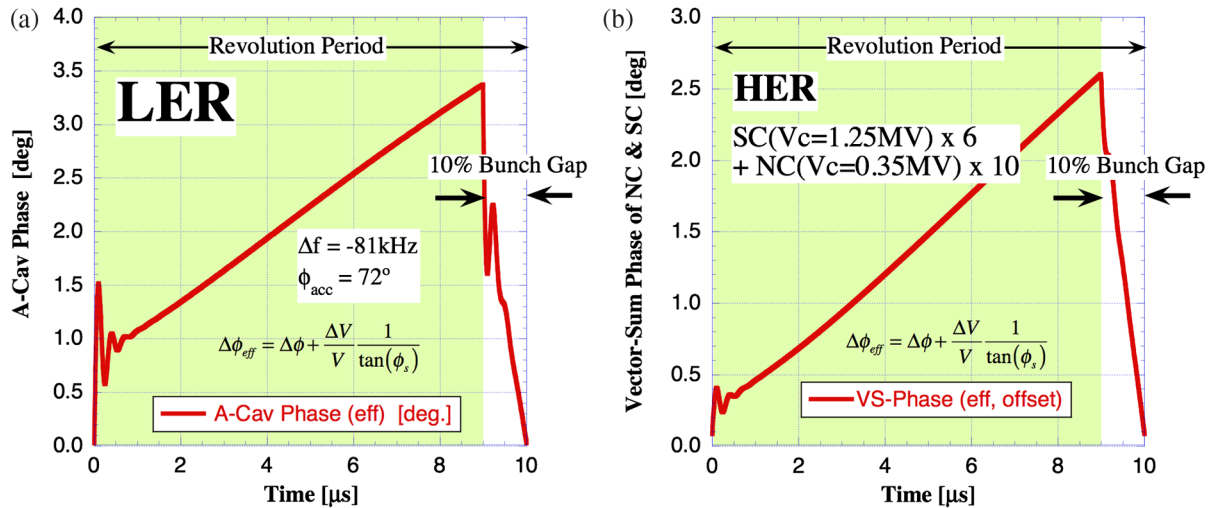 (a)
4.0
3.5
3.0
2.5
2.0
1.5
1.0
0.5
0.0
A-Cav Phase [deg]
Revolution Period
LER
10% Bunch Gap
Δf = -81kHz
ϕacc = 72º
Δϕeff = Δϕ + ΔV/V 1/tan(ϕs)
A-Cav Phase (eff) [deg.]
0 2 4 6 8 10
Time [μs]
(b)
3.0
2.5
2.0
1.5
1.0
0.5
0.0
Vector-Sum Phase of NC & SC [deg]
Revolution Period
HER
SC(Vc=1.25MV) x 6
+ NC(Vc=0.35MV) x 10
10% Bunch Gap
Δϕeff = Δϕ + ΔV/V 1/tan(ϕs)
VS-Phase (eff, offset)
0 2 4 6 8 10
Time [μs]